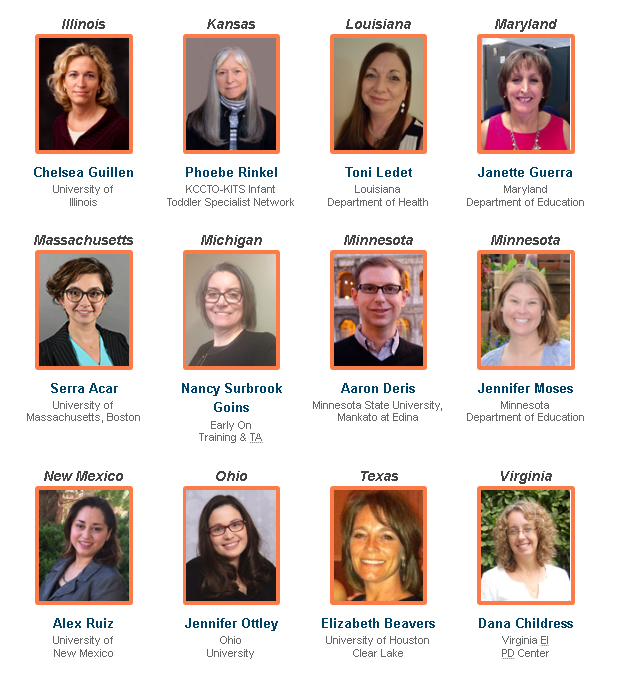 Illinois Kansas Louisiana Maryland
Chelsea Guillen Phoebe Rinkel Toni Ledet Janette Guerra
University of KCCTO-KITS Infant Louisiana Maryland
Illinois Toddler Specialist Network Department of Health Department of Education
Massachusetts Michigan Minnesota Minnesota
Serra Acar Nancy Surbrook Aaron Deris Jennifer Moses
Goins
University of Minnesota State University, Minnesota
Massachusetts, Boston Mankato at Edina Department of Education
Early On
Training & TA
New Mexico Ohio Texas Virginia
Alex Ruiz Jennifer Ottley Elizabeth Beavers Dana Childress
University of Ohio University of Houston Virginia EI
New Mexico University Clear Lake PD Center